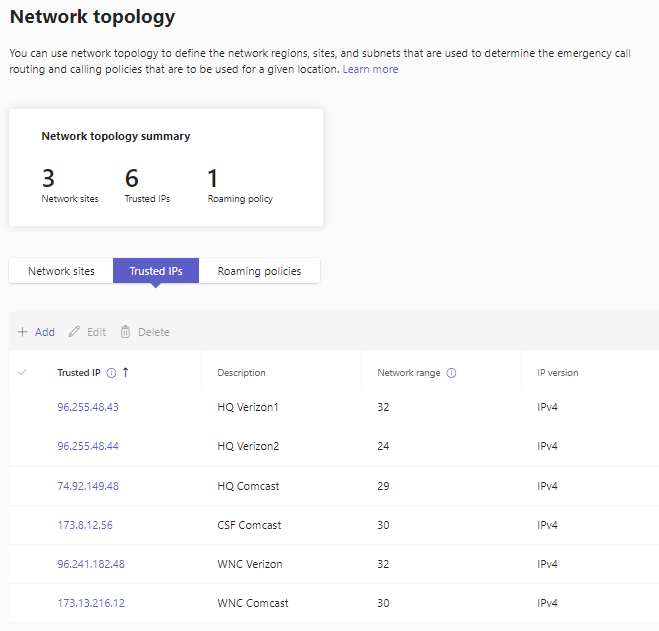 Network topology
You can use network topology to define the network regions, sites, and subnets that are used to determine the emergency call
routing and calling policies that are to be used for a given location. Learn more
Network topology summary
3 6 1
Network sites Trusted IPs Roaming policy
Network sites Trusted IPs Roaming policies
Add Edit Delete
Trusted IP ↑ Description Network range IP version
96.255.48.43 HQ Verizon1 32 IPv4
96.255.48.44 HQ Verizon2 24 IPv4
74.92.149.48 HQ Comcast 29 IPv4
173.8.12.56 CSF Comcast 30 IPv4
96.241.182.48 WNC Verizon 32 IPv4
173.13.216.12 WNC Comcast 30 IPv4